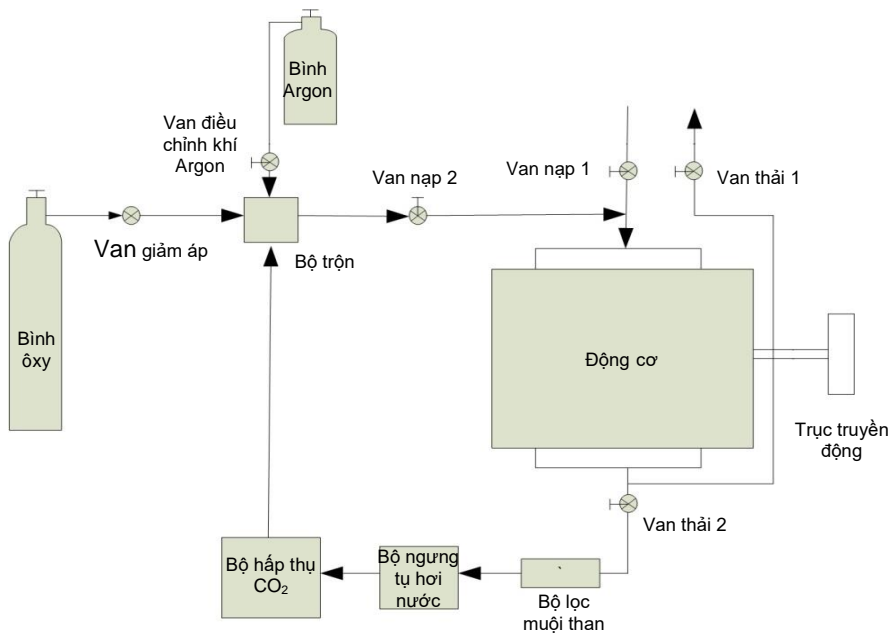 Bình
Argon
Van điều
chỉnh khí
Argon
Van nạp 2
Van nạp 1
Van thải 1
Van giảm áp
Bộ trộn
Bình
ôxy
Động cơ
Trục truyền
động
Van thải 2
Bộ hấp thụ
CO₂
Bộ ngưng
tụ hơi
nước
Bộ lọc
muội than